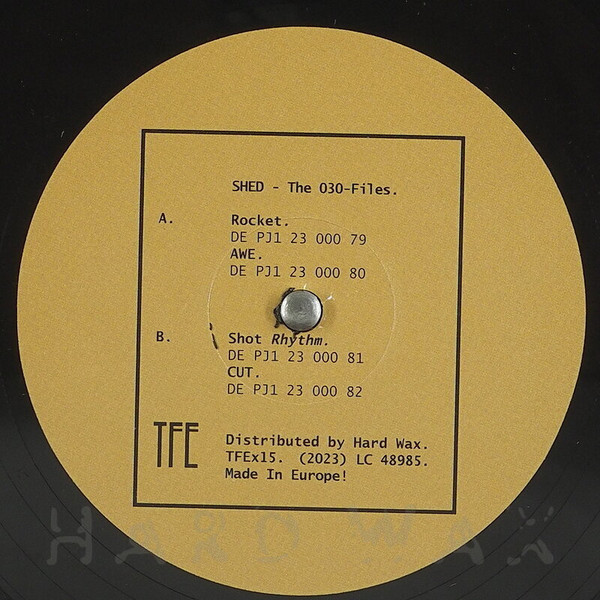 SHED - The 030-Files.
A. Rocket.
DE PJ1 23 000 79
AWE.
DE PJ1 23 000 80
B. Shot Rhythm.
DE PJ1 23 000 81
CUT.
DE PJ1 23 000 82
TFE
Distributed by Hard Wax.
TFEx15. (2023) LC 48985.
Made In Europe!
HARD WAX